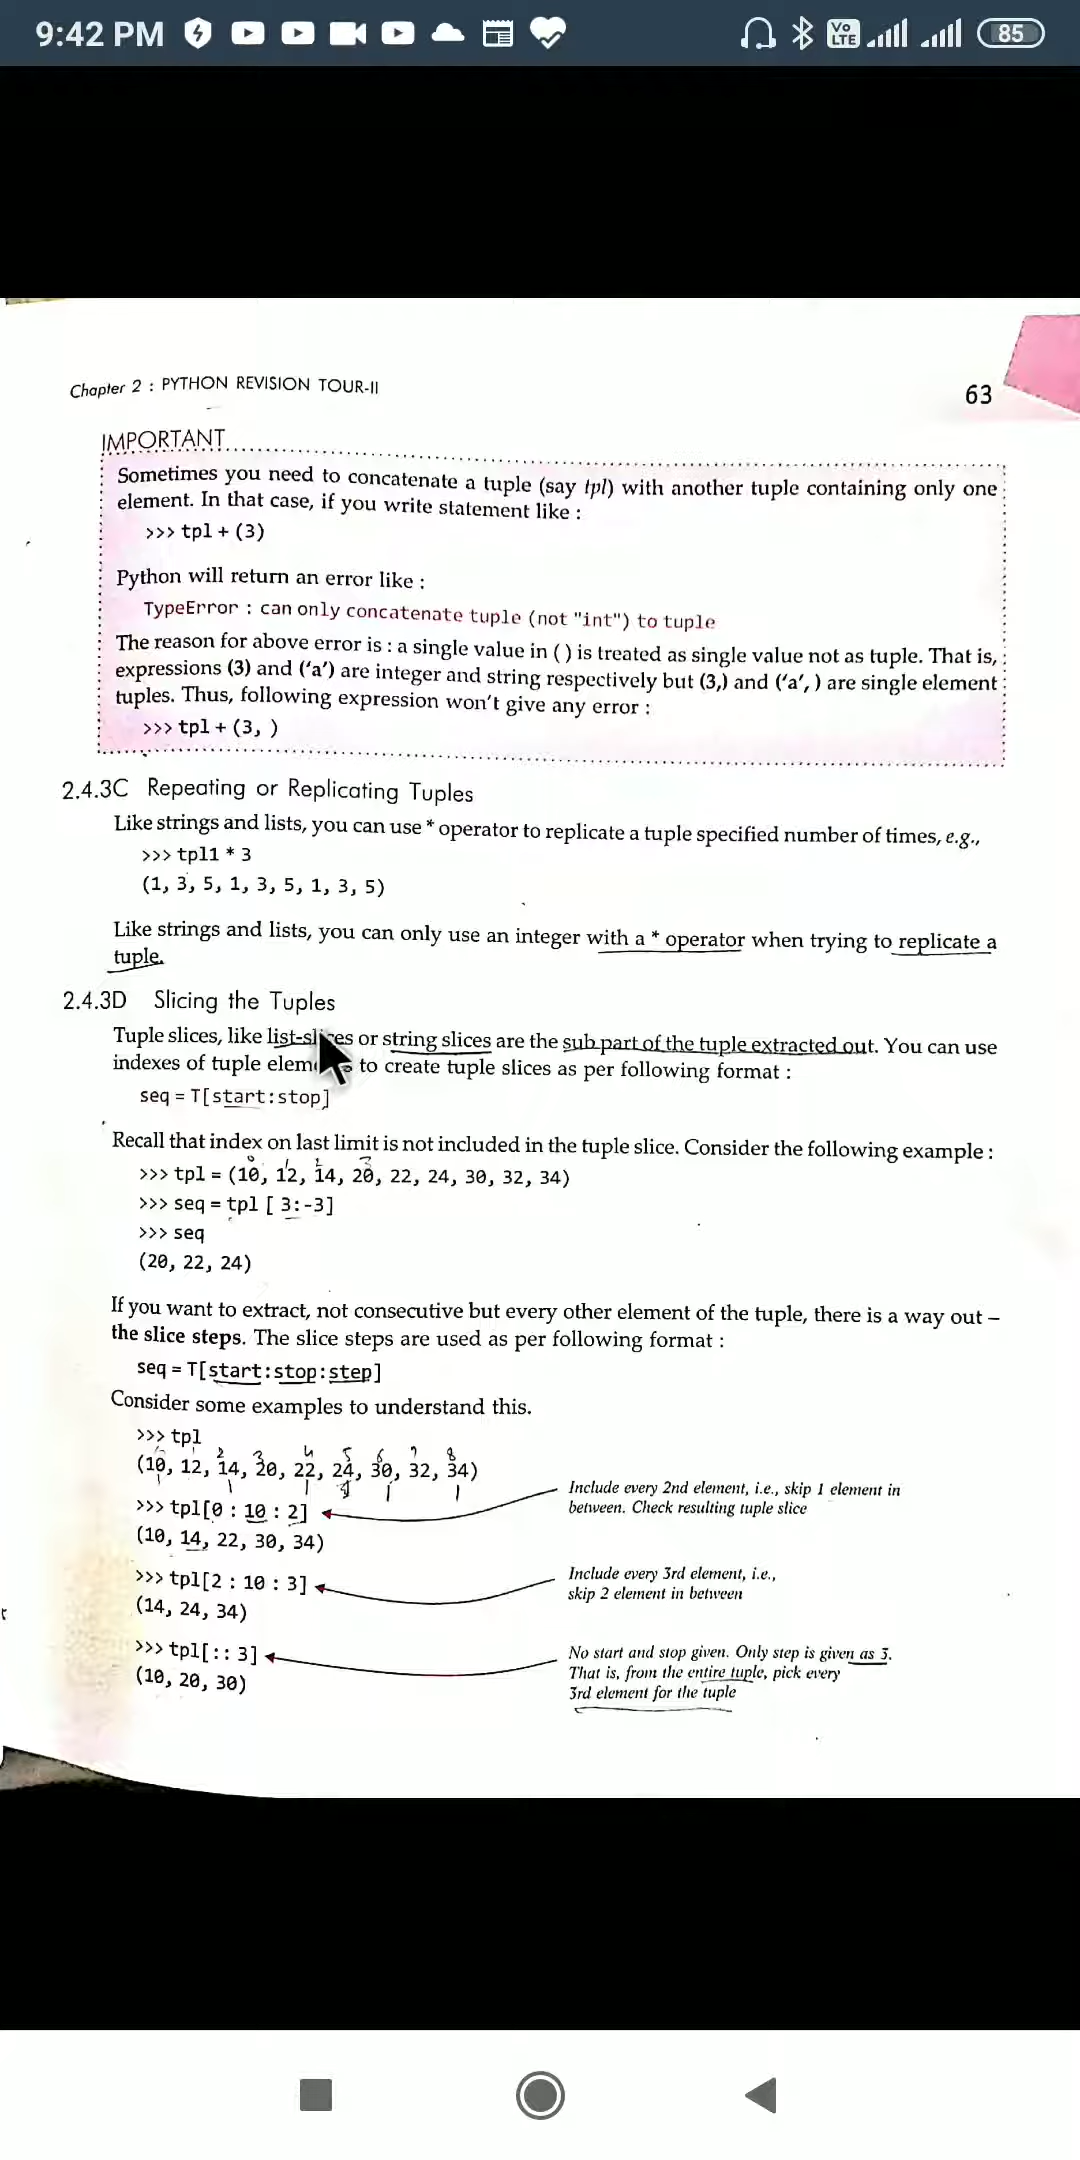 9:42 PM
Vo
LTE
85
Chapter 2 : PYTHON REVISION TOUR-II
63
IMPORTANT
Sometimes you need to concatenate a tuple (say tpl) with another tuple containing only one
element. In that case, if you write statement like :
>>> tpl + (3)
Python will return an error like :
TypeError : can only concatenate tuple (not "int") to tuple
The reason for above error is : a single value in ( ) is treated as single value not as tuple. That is,
expressions (3) and ('a') are integer and string respectively but (3,) and ('a', ) are single element
tuples. Thus, following expression won't give any error :
>>> tpl + (3, )
2.4.3C Repeating or Replicating Tuples
Like strings and lists, you can use * operator to replicate a tuple specified number of times, e.g.,
>>> tpl1 * 3
(1, 3, 5, 1, 3, 5, 1, 3, 5)
Like strings and lists, you can only use an integer with a * operator when trying to replicate a
tuple.
2.4.3D Slicing the Tuples
Tuple slices, like list-slices or string slices are the sub part of the tuple extracted out. You can use
indexes of tuple to create tuple slices as per following format :
seq = T[start:stop]
Recall that index on last limit is not included in the tuple slice. Consider the following example :
0 1 2 3
>>> tpl = (10, 12, 14, 20, 22, 24, 30, 32, 34)
>>> seq = tpl [ 3:-3]
>>> seq
(20, 22, 24)
If you want to extract, not consecutive but every other element of the tuple, there is a way out –
the slice steps. The slice steps are used as per following format :
seq = T[start:stop:step]
Consider some examples to understand this.
>>> tpl
2 3 4 5 6 7 8
(10, 12, 14, 20, 22, 24, 30, 32, 34)
>>> tpl[0 : 10 : 2]
Include every 2nd element, i.e., skip 1 element in
between. Check resulting tuple slice
(10, 14, 22, 30, 34)
>>> tpl[2 : 10 : 3]
Include every 3rd element, i.e.,
skip 2 element in between
(14, 24, 34)
>>> tpl[:: 3]
No start and stop given. Only step is given as 3.
That is, from the entire tuple, pick every
3rd element for the tuple
(10, 20, 30)